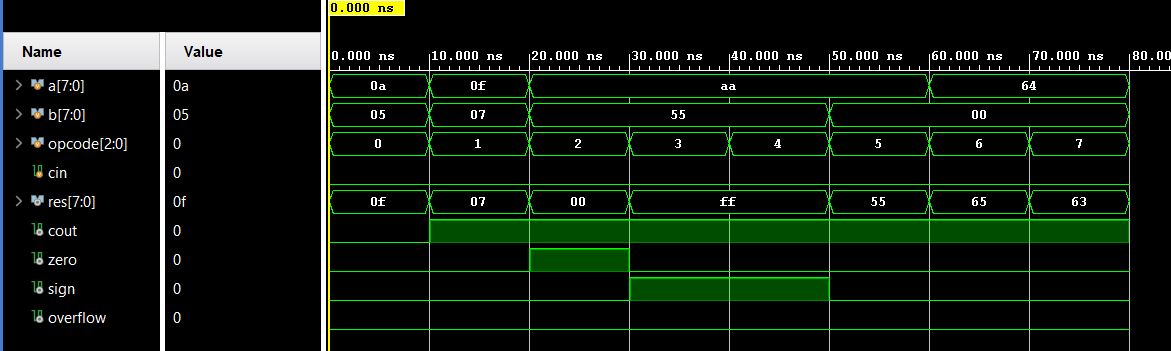 0.000 ns
Name Value
0.000 ns 10.000 ns 20.000 ns 30.000 ns 40.000 ns 50.000 ns 60.000 ns 70.000 ns 80.00
a[7:0] 0a 0a 0f aa 64
b[7:0] 05 05 07 55 00
opcode[2:0] 0 0 1 2 3 4 5 6 7
cin 0
res[7:0] 0f 0f 07 00 ff 55 65 63
cout 0
zero 0
sign 0
overflow 0